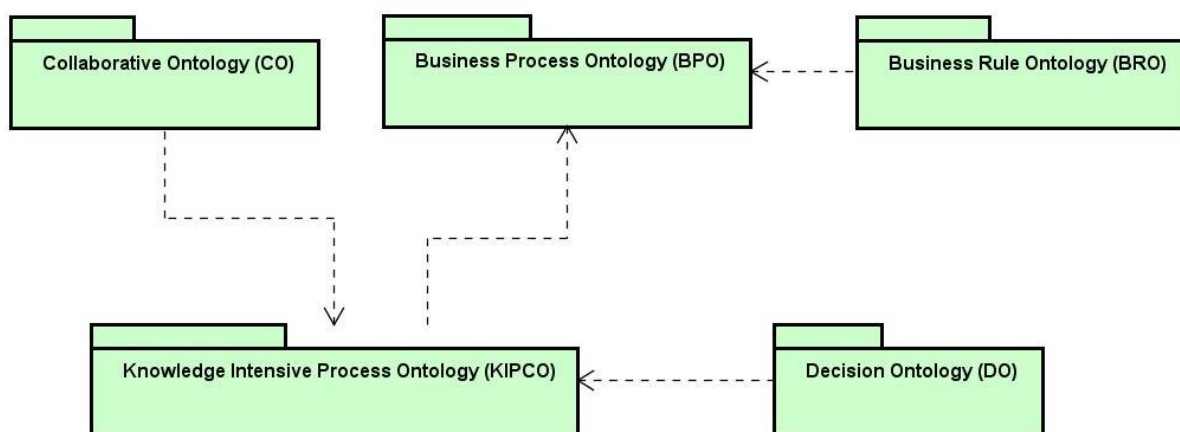 Collaborative Ontology (CO)
Business Process Ontology (BPO)
Business Rule Ontology (BRO)
Knowledge Intensive Process Ontology (KIPCO)
Decision Ontology (DO)